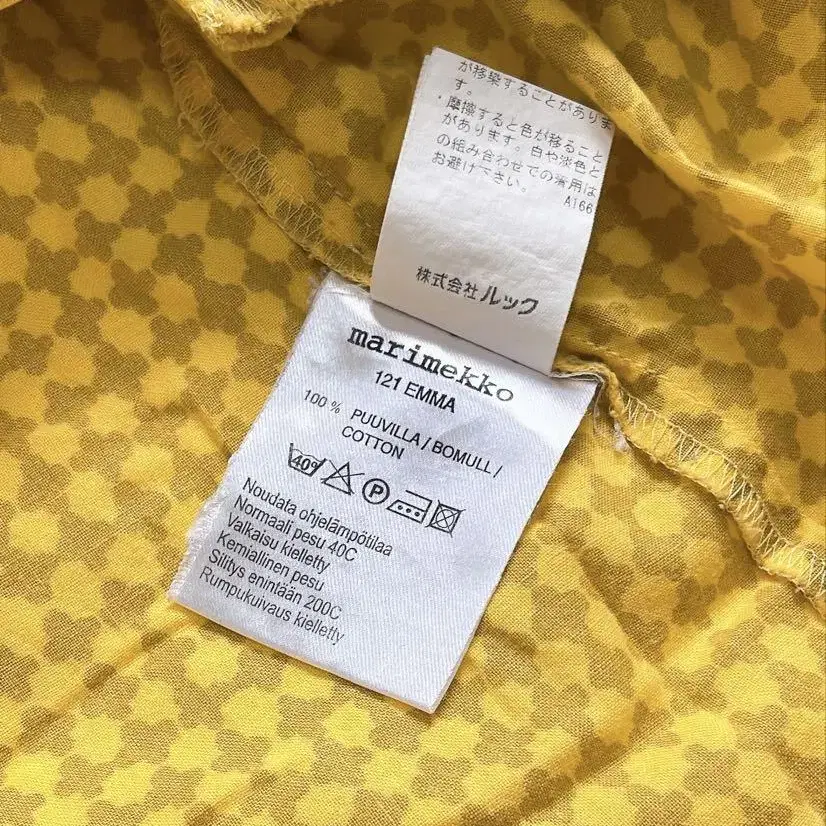 が移染することがありま
す。
・摩擦すると色が移ること
があります。白や淡色と
の組み合わせでの着用は
お避け下さい。
A166
株式会社ルック
marimekko
121 EMMA
100 % PUUVILLA / BOMULL /
COTTON
40°
P
Noudata ohjelämpötilaa
Normaali pesu 40C
Valkaisu kielletty
Kemiallinen pesu
Silitys enintään 200C
Rumpukuivaus kielletty